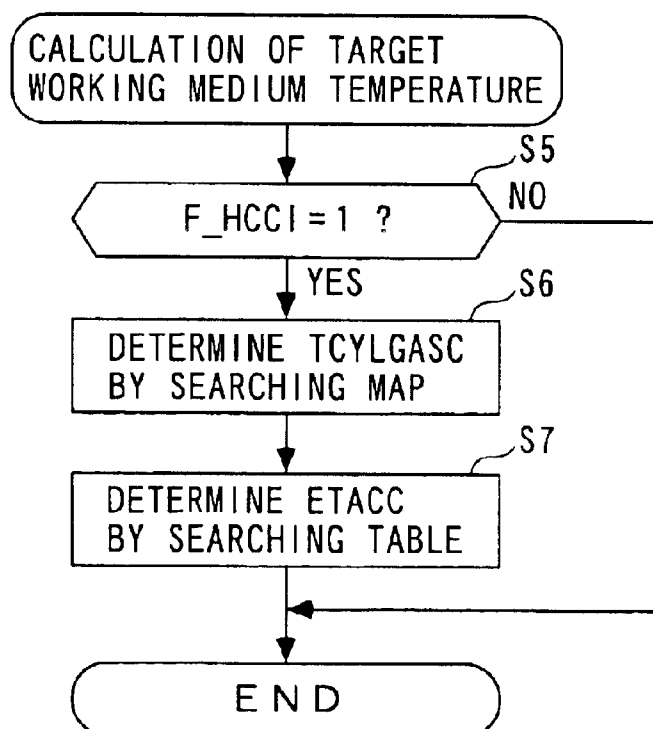 CALCULATION OF TARGET
WORKING MEDIUM TEMPERATURE
S5
F_HCCI=1 ?
NO
YES
S6
DETERMINE TCYLGASC
BY SEARCHING MAP
S7
DETERMINE ETACC
BY SEARCHING TABLE
END